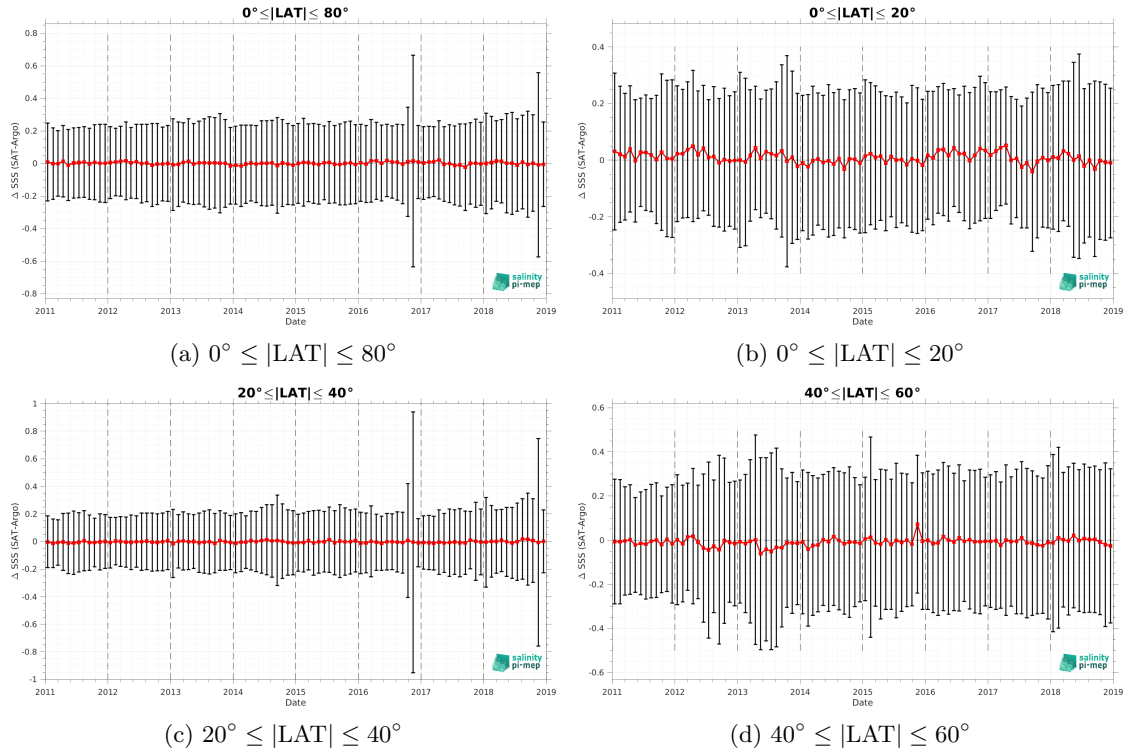 0°≤|LAT|≤ 80°
0.8
0.6
0.4
0.2
0
-0.2
-0.4
-0.6
-0.8
Δ SSS (SAT-Argo)
2011 2012 2013 2014 2015 2016 2017 2018 2019
Date
salinity
pi-mep
(a) 0° ≤ |LAT| ≤ 80°
0°≤|LAT|≤ 20°
0.4
0.2
0
-0.2
-0.4
Δ SSS (SAT-Argo)
2011 2012 2013 2014 2015 2016 2017 2018 2019
Date
salinity
pi-mep
(b) 0° ≤ |LAT| ≤ 20°
20°≤|LAT|≤ 40°
1
0.8
0.6
0.4
0.2
0
-0.2
-0.4
-0.6
-0.8
-1
Δ SSS (SAT-Argo)
2011 2012 2013 2014 2015 2016 2017 2018 2019
Date
salinity
pi-mep
(c) 20° ≤ |LAT| ≤ 40°
40°≤|LAT|≤ 60°
0.6
0.4
0.2
0
-0.2
-0.4
-0.6
Δ SSS (SAT-Argo)
2011 2012 2013 2014 2015 2016 2017 2018 2019
Date
salinity
pi-mep
(d) 40° ≤ |LAT| ≤ 60°